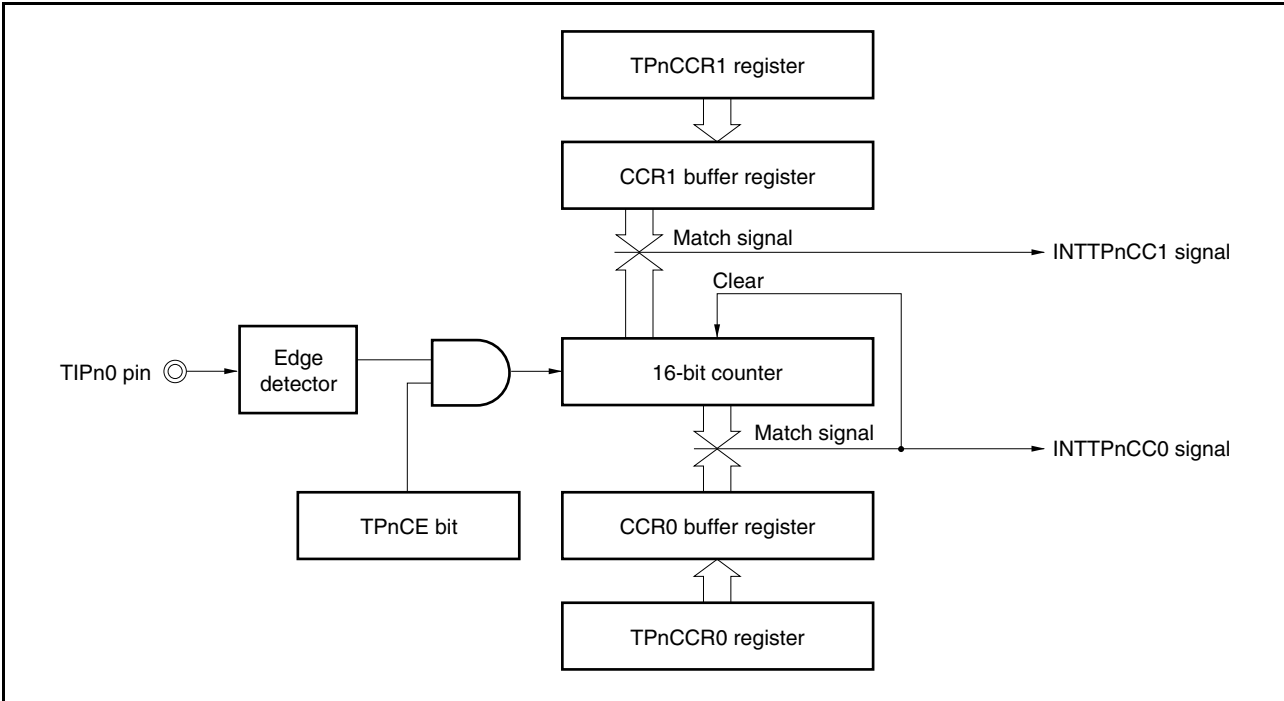 TPnCCR1 register
CCR1 buffer register
Match signal
INTTPnCC1 signal
Clear
TIPn0 pin
Edge
detector
16-bit counter
Match signal
INTTPnCC0 signal
TPnCE bit
CCR0 buffer register
TPnCCR0 register